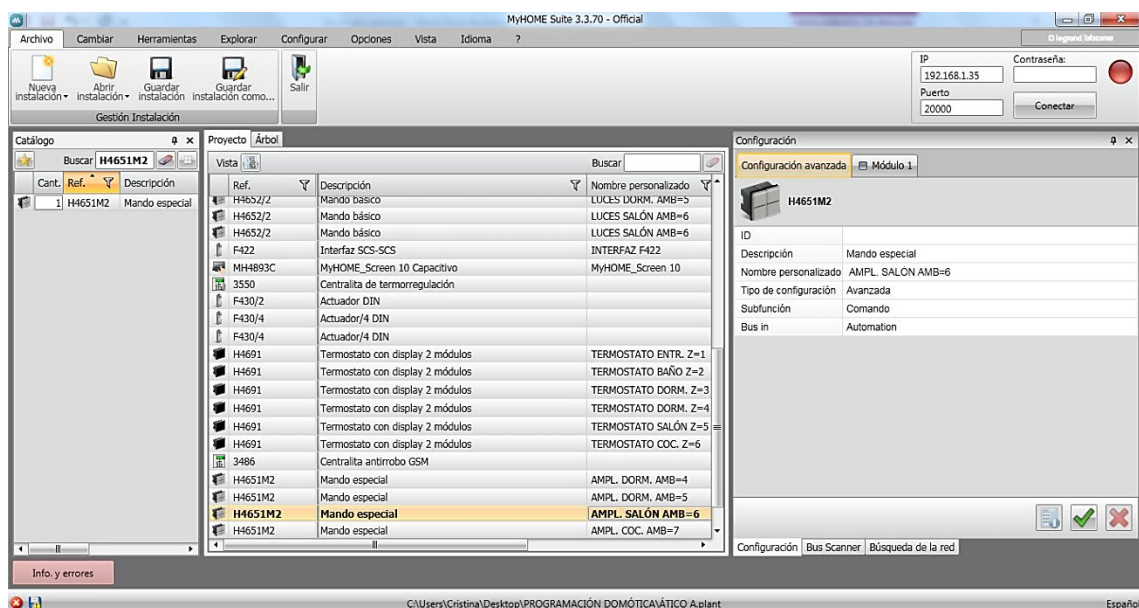 MyHOME Suite 3.3.70 - Official
Archivo Cambiar Herramientas Explorar Configurar Opciones Vista Idoma ?
legrand bticino
Nueva instalación Abrir instalación Guardar instalación Guardar instalación como... Salir
Gestión Instalación
IP Contraseña:
192.168.1.35
Puerto
20000 Conectar
Catálogo
Buscar H4651M2
Cant. Ref. Descripción
1 H4651M2 Mando especial
Proyecto Árbol
Vista Buscar
Ref. Descripción Nombre personalizado
H4652/2 Mando básico LUCES DORM. AMB=5
H4652/2 Mando básico LUCES SALÓN AMB=6
H4652/2 Mando básico LUCES SALÓN AMB=6
F422 Interfaz SCS-SCS INTERFAZ F422
MH4893C MyHOME_Screen 10 Capacitivo MyHOME_Screen 10
3550 Centralita de termorregulación
F430/2 Actuador DIN
F430/4 Actuador/4 DIN
F430/4 Actuador/4 DIN
H4691 Termostato con display 2 módulos TERMOSTATO ENTR. Z=1
H4691 Termostato con display 2 módulos TERMOSTATO BAÑO Z=2
H4691 Termostato con display 2 módulos TERMOSTATO DORM. Z=3
H4691 Termostato con display 2 módulos TERMOSTATO DORM. Z=4
H4691 Termostato con display 2 módulos TERMOSTATO SALÓN Z=5
H4691 Termostato con display 2 módulos TERMOSTATO COC. Z=6
3486 Centralita antirrobo GSM
H4651M2 Mando especial AMPL. DORM. AMB=4
H4651M2 Mando especial AMPL. DORM. AMB=5
H4651M2 Mando especial AMPL. SALÓN AMB=6
H4651M2 Mando especial AMPL. COC. AMB=7
Configuración
Configuración avanzada Módulo 1
H4651M2
ID
Descripción Mando especial
Nombre personalizado AMPL. SALÓN AMB=6
Tipo de configuración Avanzada
Subfunción Comando
Bus in Automation
Configuración Bus Scanner Búsqueda de la red
Info. y errores
C:\Users\Cristina\Desktop\PROGRAMACIÓN DOMÓTICA\ÁTICO A.plant
Español